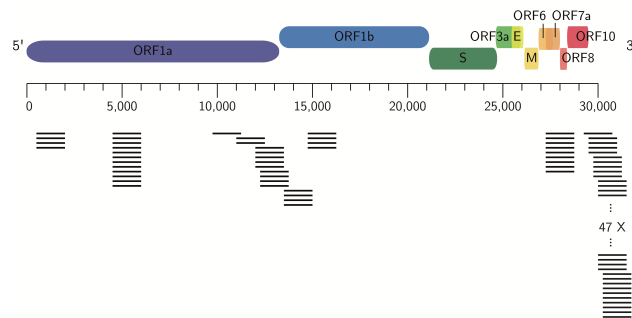 ORF6 ORF7a
5' ORF1a ORF1b S ORF3a E M ORF10 ORF8 3
0 5,000 10,000 15,000 20,000 25,000 30,000
47 X